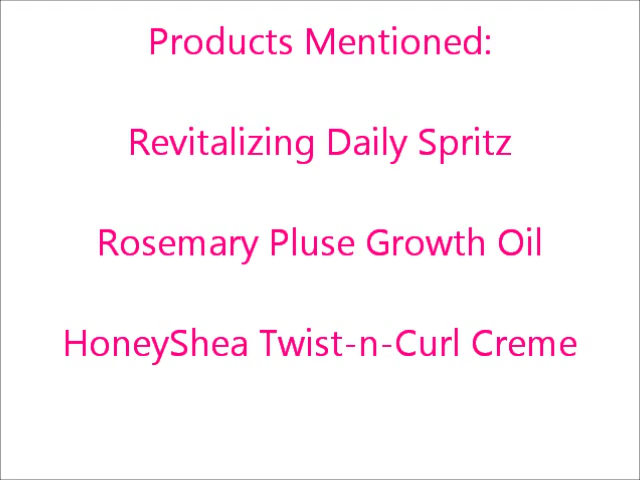 Products Mentioned:
Revitalizing Daily Spritz
Rosemary Pluse Growth Oil
HoneyShea Twist-n-Curl Creme